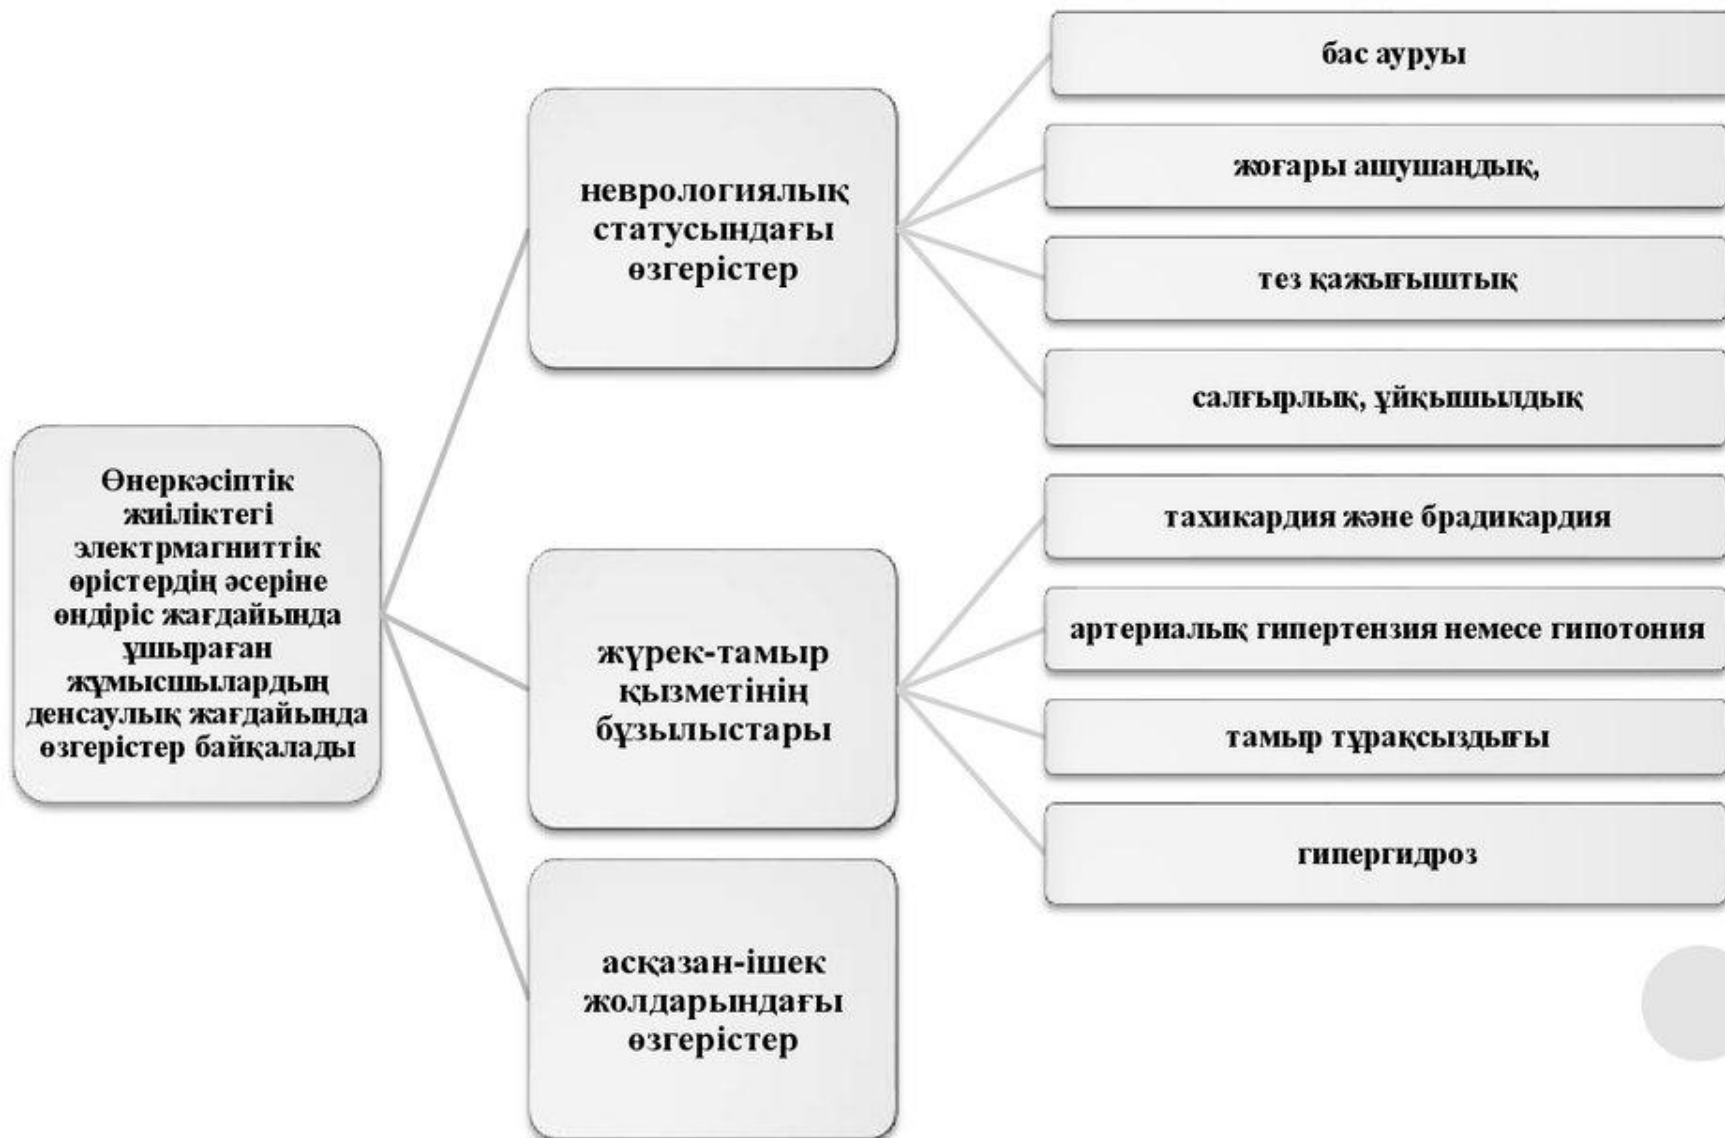 Өнеркәсіптік
жиіліктегі
электрмагниттік
өрістердің әсеріне
өндіріс жағдайында
ұшыраған
жұмысшылардың
денсаулық жағдайында
өзгерістер байқалады
неврологиялық
статусындағы
өзгерістер
бас ауруы
жоғары ашушаңдық,
тез қажығыштық
салғырлық, ұйқышылдық
жүрек-тамыр
қызметінің
бұзылыстары
тахикардия және брадикардия
артериалық гипертензия немесе гипотония
тамыр тұрақсыздығы
гипергидроз
асқазан-ішек
жолдарындағы
өзгерістер